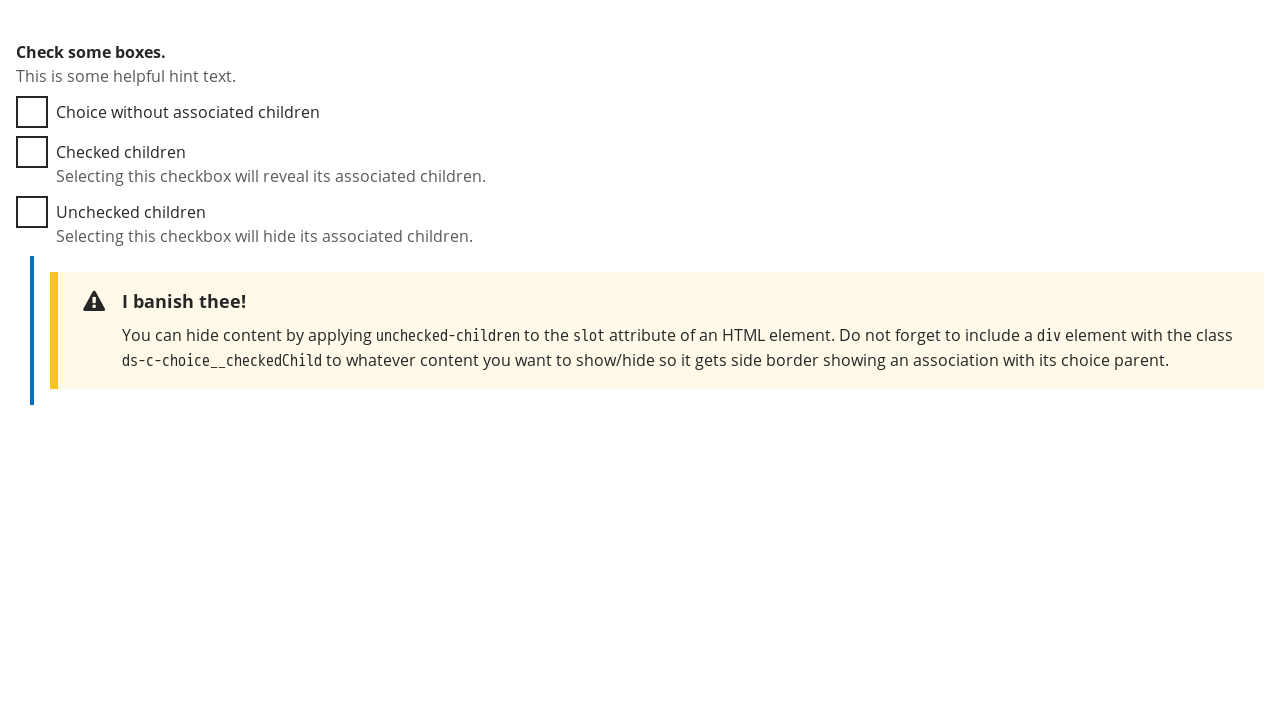 Check some boxes.
This is some helpful hint text.
Choice without associated children
Checked children
Selecting this checkbox will reveal its associated children.
Unchecked children
Selecting this checkbox will hide its associated children.
I banish thee!
You can hide content by applying unchecked-children to the slot attribute of an HTML element. Do not forget to include a div element with the class
ds-c-choice__checkedChild to whatever content you want to show/hide so it gets side border showing an association with its choice parent.